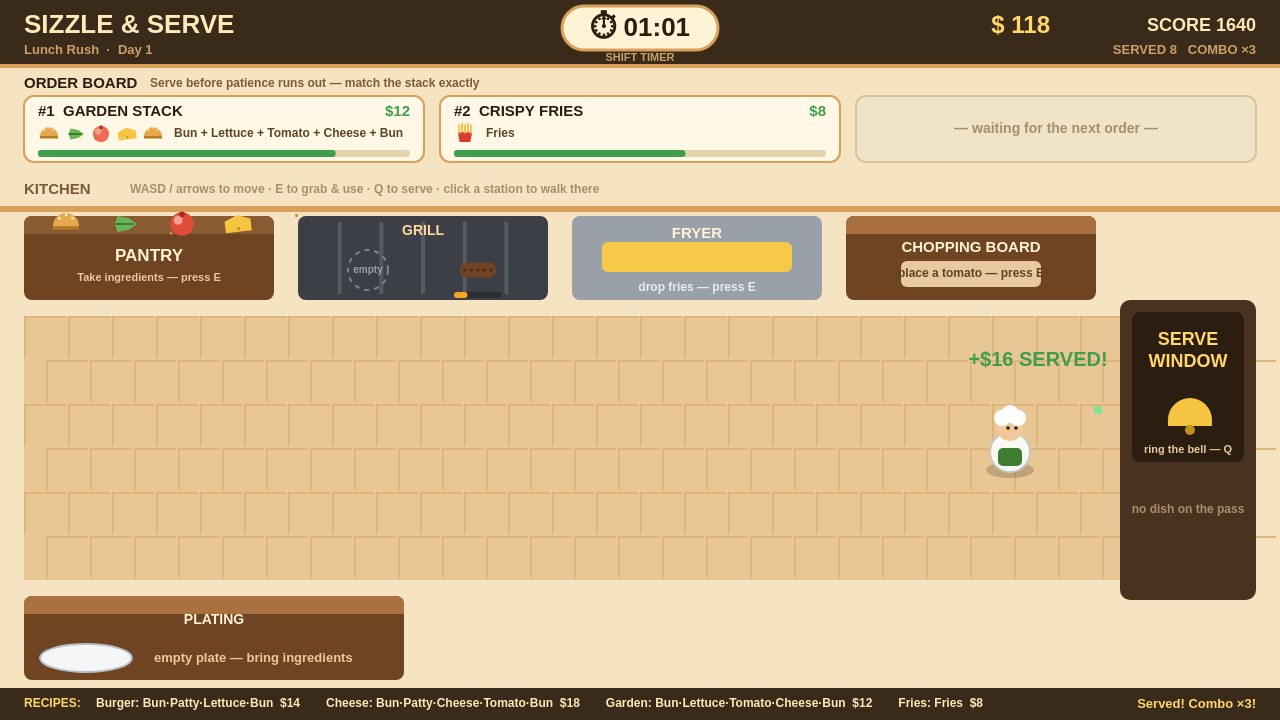 SIZZLE & SERVE
Lunch Rush · Day 1
01:01
SHIFT TIMER
$ 118
SCORE 1640
SERVED 8 COMBO ×3
ORDER BOARD Serve before patience runs out — match the stack exactly
#1 GARDEN STACK $12
Bun + Lettuce + Tomato + Cheese + Bun
#2 CRISPY FRIES $8
Fries
— waiting for the next order —
KITCHEN WASD / arrows to move · E to grab & use · Q to serve · click a station to walk there
PANTRY
Take ingredients — press E
GRILL
empty
FRYER
drop fries — press E
CHOPPING BOARD
place a tomato — press E
+$16 SERVED!
SERVE
WINDOW
ring the bell — Q
no dish on the pass
PLATING
empty plate — bring ingredients
RECIPES: Burger: Bun·Patty·Lettuce·Bun $14 Cheese: Bun·Patty·Cheese·Tomato·Bun $18 Garden: Bun·Lettuce·Tomato·Cheese·Bun $12 Fries: Fries $8 Served! Combo ×3!